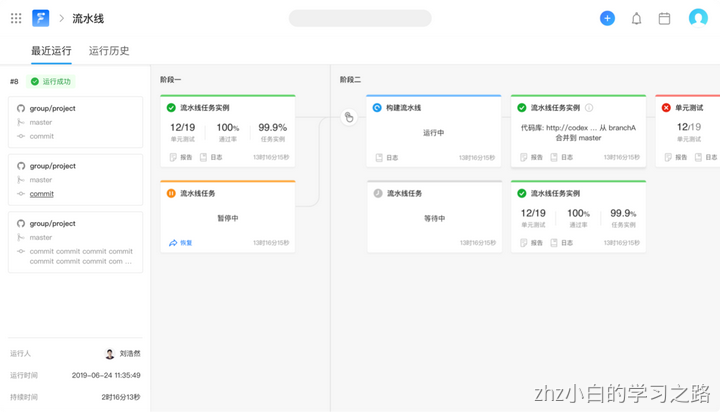 流水线
最近运行 运行历史
#8 运行成功
group/project
master
commit
group/project
master
commit
group/project
master
commit commit commit commit
commit commit commit com ...
运行人 刘浩然
运行时间 2019-06-24 11:35:49
持续时间 2时16分13秒
阶段一
流水线任务实例
12/19 100% 99.9%
单元测试 通过率 任务实例
报告 日志 13时16分15秒
流水线任务
暂停中
恢复 13时16分15秒
阶段二
构建流水线
运行中
日志 13时16分15秒
流水线任务实例
代码库: http://codex ... 从 branchA
合并到 master
报告 日志 13时16分15秒
单元测试
12/19
单元测试
报告 日志
流水线任务
等待中
13时16分15秒
流水线任务实例
12/19 100% 99.9%
单元测试 通过率 任务实例
报告 日志 13时16分15秒
zhz小白的学习之路